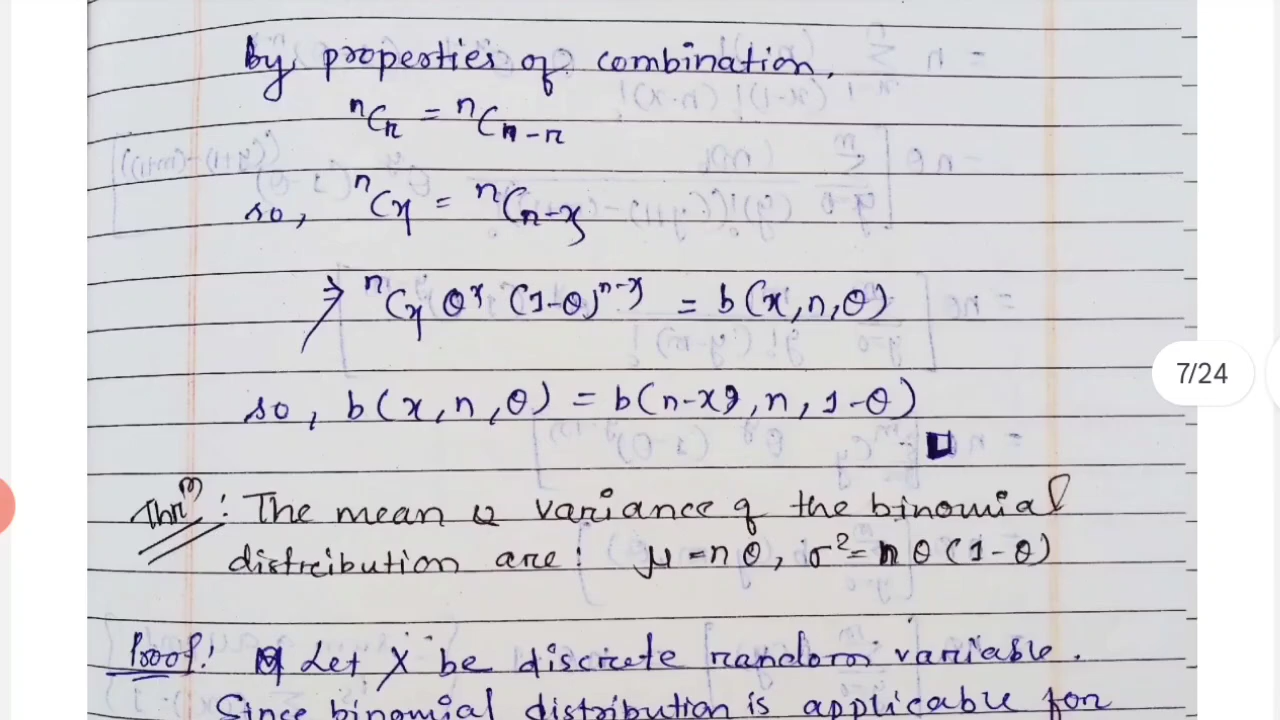 by properties of combination.
ⁿCᵣ = ⁿCₙ₋ᵣ
so, ⁿCₓ = ⁿCₙ₋ₓ
⇒ ⁿCₓ θˣ (1-θ)ⁿ⁻ˣ = b(x, n, θ)
7/24
so, b(x, n, θ) = b(n-x, n, 1-θ)
Thrᵐ: The mean & variance of the binomial
distribution are: μ = nθ, σ² = nθ(1-θ)
Proof: Let X be discrete random variable.
Since binomial distribution is applicable for